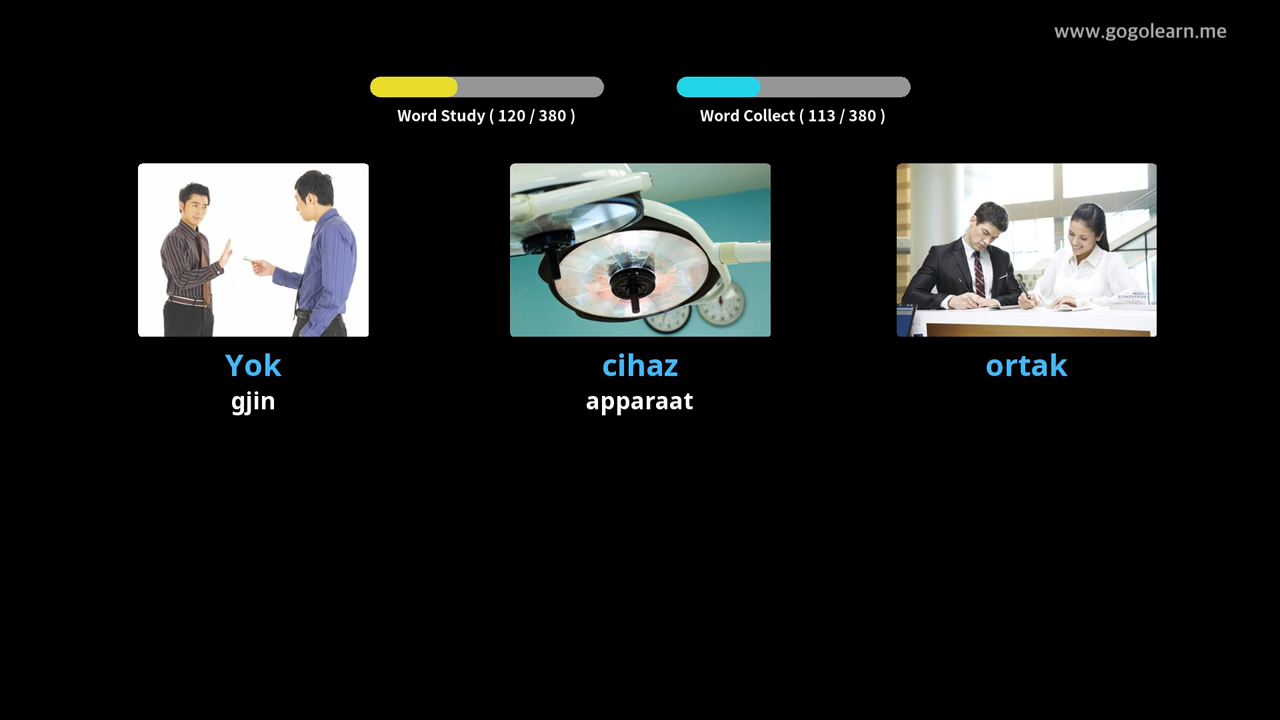 www.gogolearn.me
Word Study ( 120 / 380 )
Word Collect ( 113 / 380 )
Yok
cihaz
ortak
gjin
apparaat